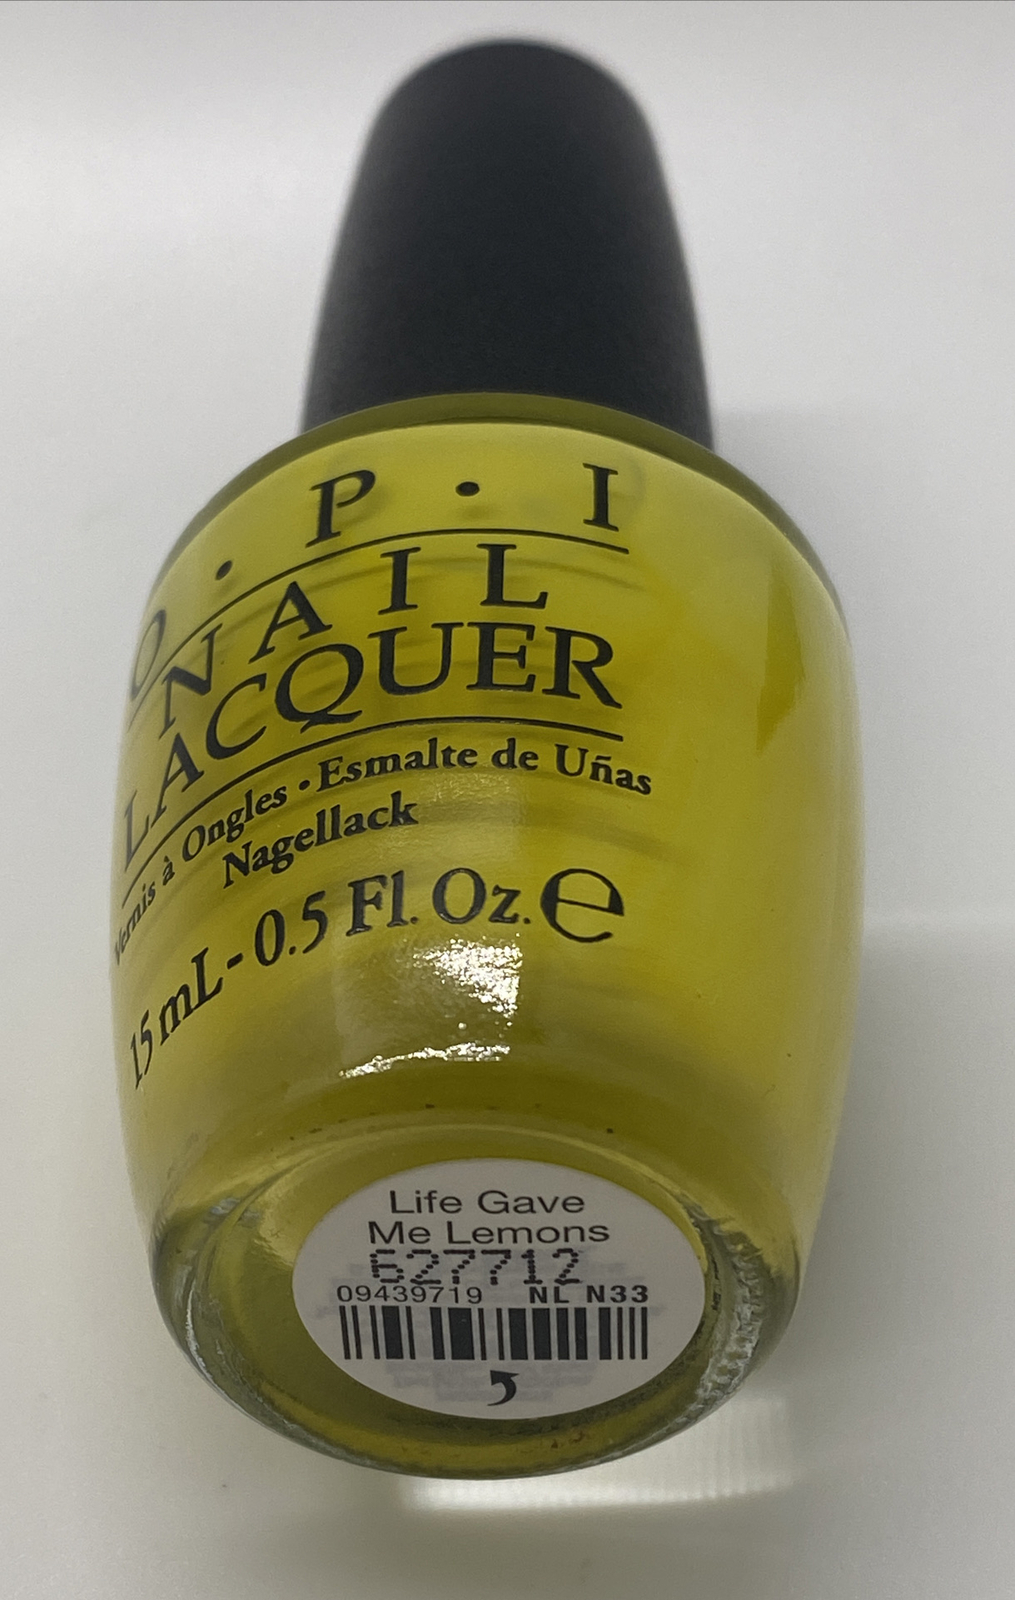 O · P · I
NAIL
LACQUER
Vernis à Ongles · Esmalte de Uñas
Nagellack
15 mL - 0.5 Fl. Oz. e
Life Gave
Me Lemons
627712
09439719 NL N33